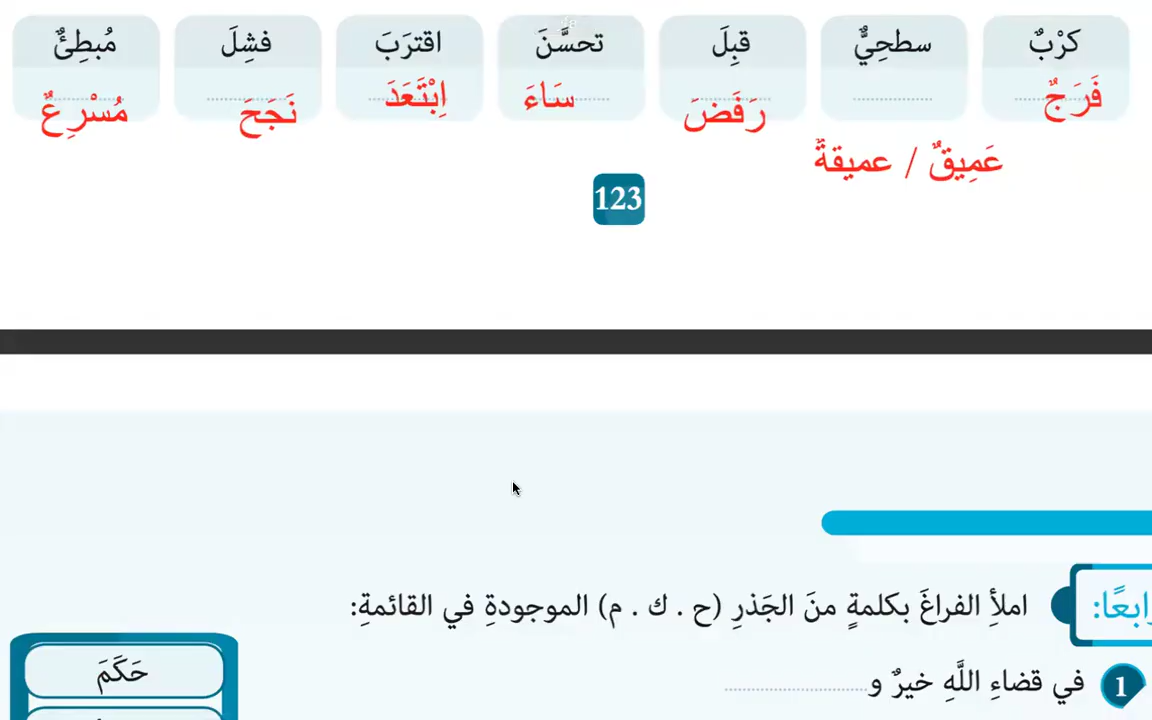 كرْبٌ سطحِيٌّ قبِلَ تحسَّنَ اقترَبَ فشِلَ مُبطِئٌ
فَرَجٌ رَفَضَ سَاءَ اِبْتَعَدَ نَجَحَ مُسْرِعٌ
عَمِيقٌ / عميقةٌ
123
املأِ الفراغَ بكلمةٍ منَ الجَذرِ (ح . ك . م) الموجودةِ في القائمةِ:
حَكَمَ
1 في قضاءِ اللَّهِ خيرٌ و